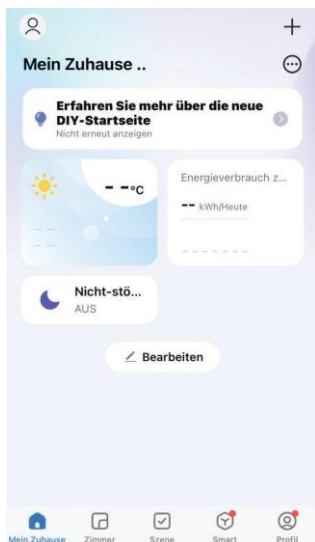 Mein Zuhause ..
Erfahren Sie mehr über die neue
DIY-Startseite
Nicht erneut anzeigen
- -°C
- -
- -
Energieverbrauch z...
-- kWh/Heute
- - - - - - -
Nicht-stö...
AUS
Bearbeiten
Mein Zuhause
Zimmer
Szene
Smart
Profil